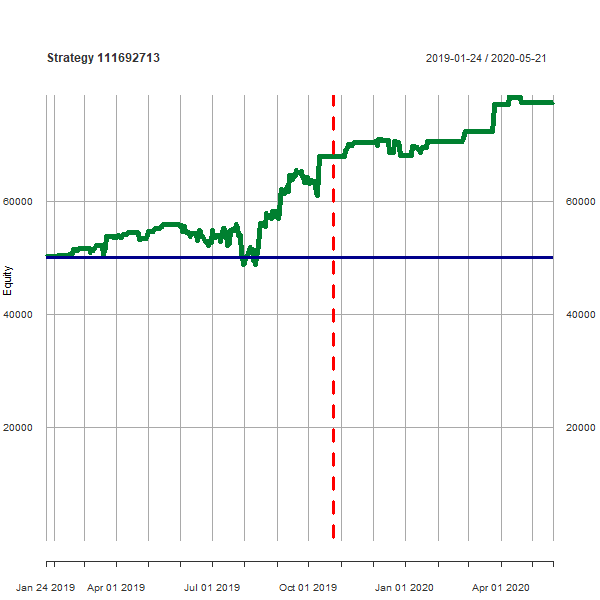 Strategy 111692713
2019-01-24 / 2020-05-21
60000
60000
Equity
40000
40000
20000
20000
Jan 24 2019
Apr 01 2019
Jul 01 2019
Oct 01 2019
Jan 01 2020
Apr 01 2020